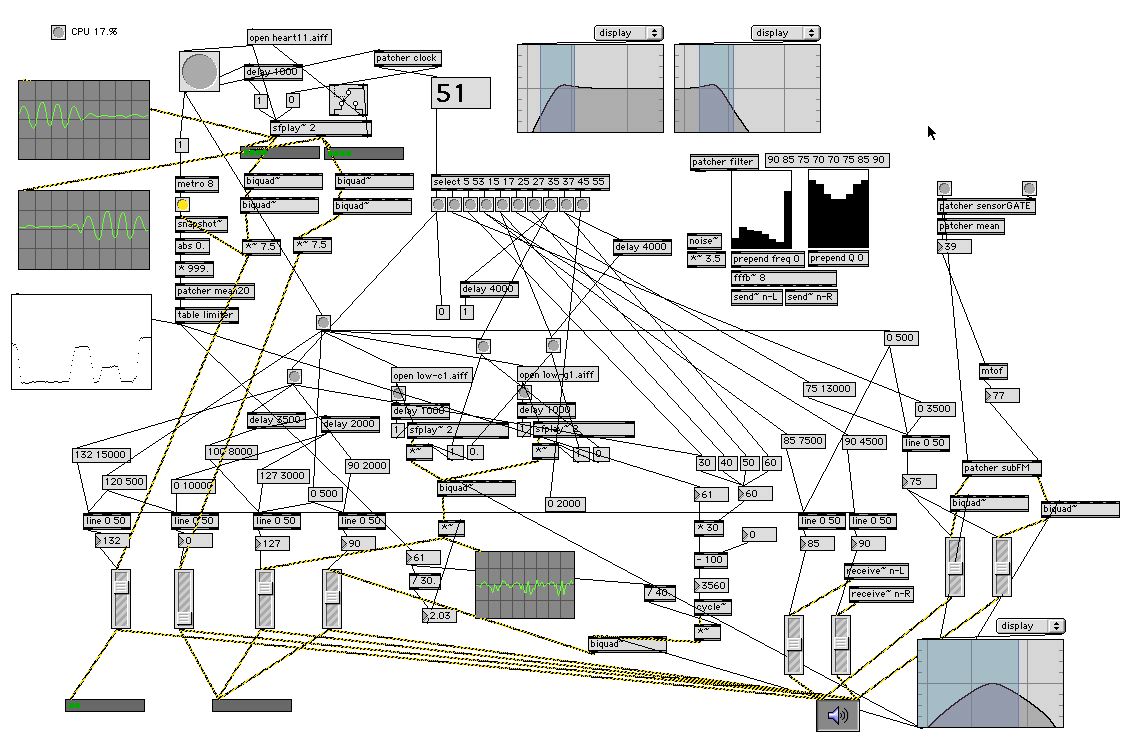 CPU 17.%
open heart11.aiff
display
display
patcher clock
delay 1000
51
1
0
sfplay~ 2
1
patcher filter
90 85 75 70 70 75 85 90
metro 8
biquad~
biquad~
select 5 53 15 17 25 27 35 37 45 55
biquad~
biquad~
patcher sensorGATE
snapshot~
patcher mean
abs 0.
*~ 7.5
*~ 7.5
delay 4000
noise~
39
* 999.
*~ 3.5
prepend freq 0
prepend Q 0
fffb~ 8
patcher mean20
delay 4000
send~ n-L
send~ n-R
table limiter
0
1
0 500
open low-c1.aiff
open low-g1.aiff
mtof
75 13000
77
delay 3500
delay 2000
delay 1000
delay 1000
0 3500
1
sfplay~ 2
sfplay~ 2
85 7500
90 4500
line 0 50
132 15000
100 8000
*~
1.
0.
*~
1.
0.
90 2000
30
40
50
60
patcher subFM
120 500
0 10000
127 3000
0 500
biquad~
61
60
75
0 2000
biquad~
biquad~
line 0 50
line 0 50
line 0 50
line 0 50
*~
* 30
line 0 50
line 0 50
132
0
127
90
0
85
90
61
- 100
/ 30.
/ 40.
3560
receive~ n-L
receive~ n-R
2.03
cycle~
*~
biquad~
display